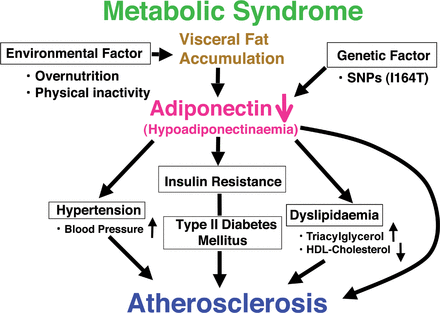 Metabolic Syndrome
Environmental Factor
Visceral Fat
Accumulation
Genetic Factor
• Overnutrition
• Physical inactivity
• SNPs (I164T)
Adiponectin
(Hypoadiponectinaemia)
Insulin Resistance
Hypertension
• Blood Pressure
Type II Diabetes
Mellitus
Dyslipidaemia
• Triacylglycerol
• HDL-Cholesterol
Atherosclerosis